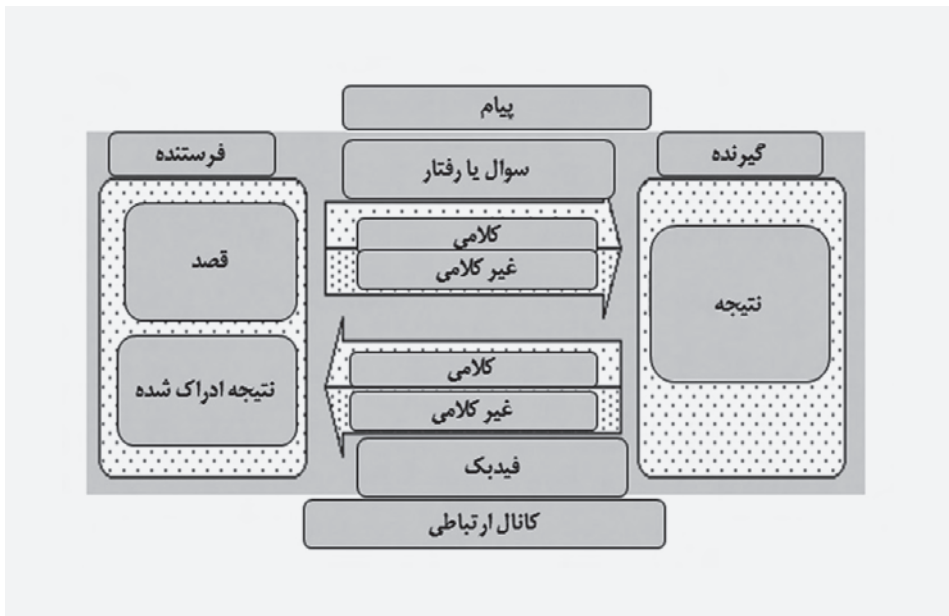 پیام
گیرنده
فرستنده
سوال یا رفتار
کلامی
غیر کلامی
قصد
نتیجه
کلامی
غیر کلامی
نتیجه ادراک شده
فیدبک
کانال ارتباطی